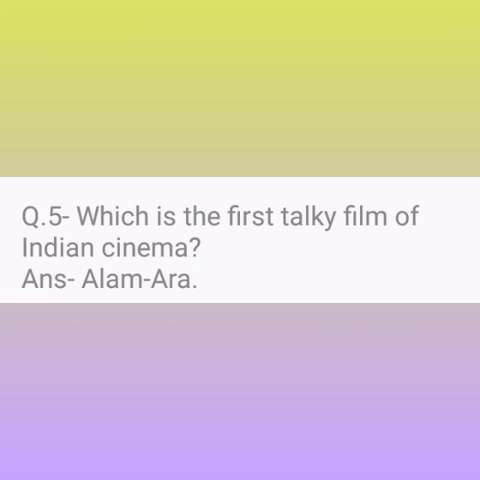 Q.5- Which is the first talky film of
Indian cinema?
Ans- Alam-Ara.